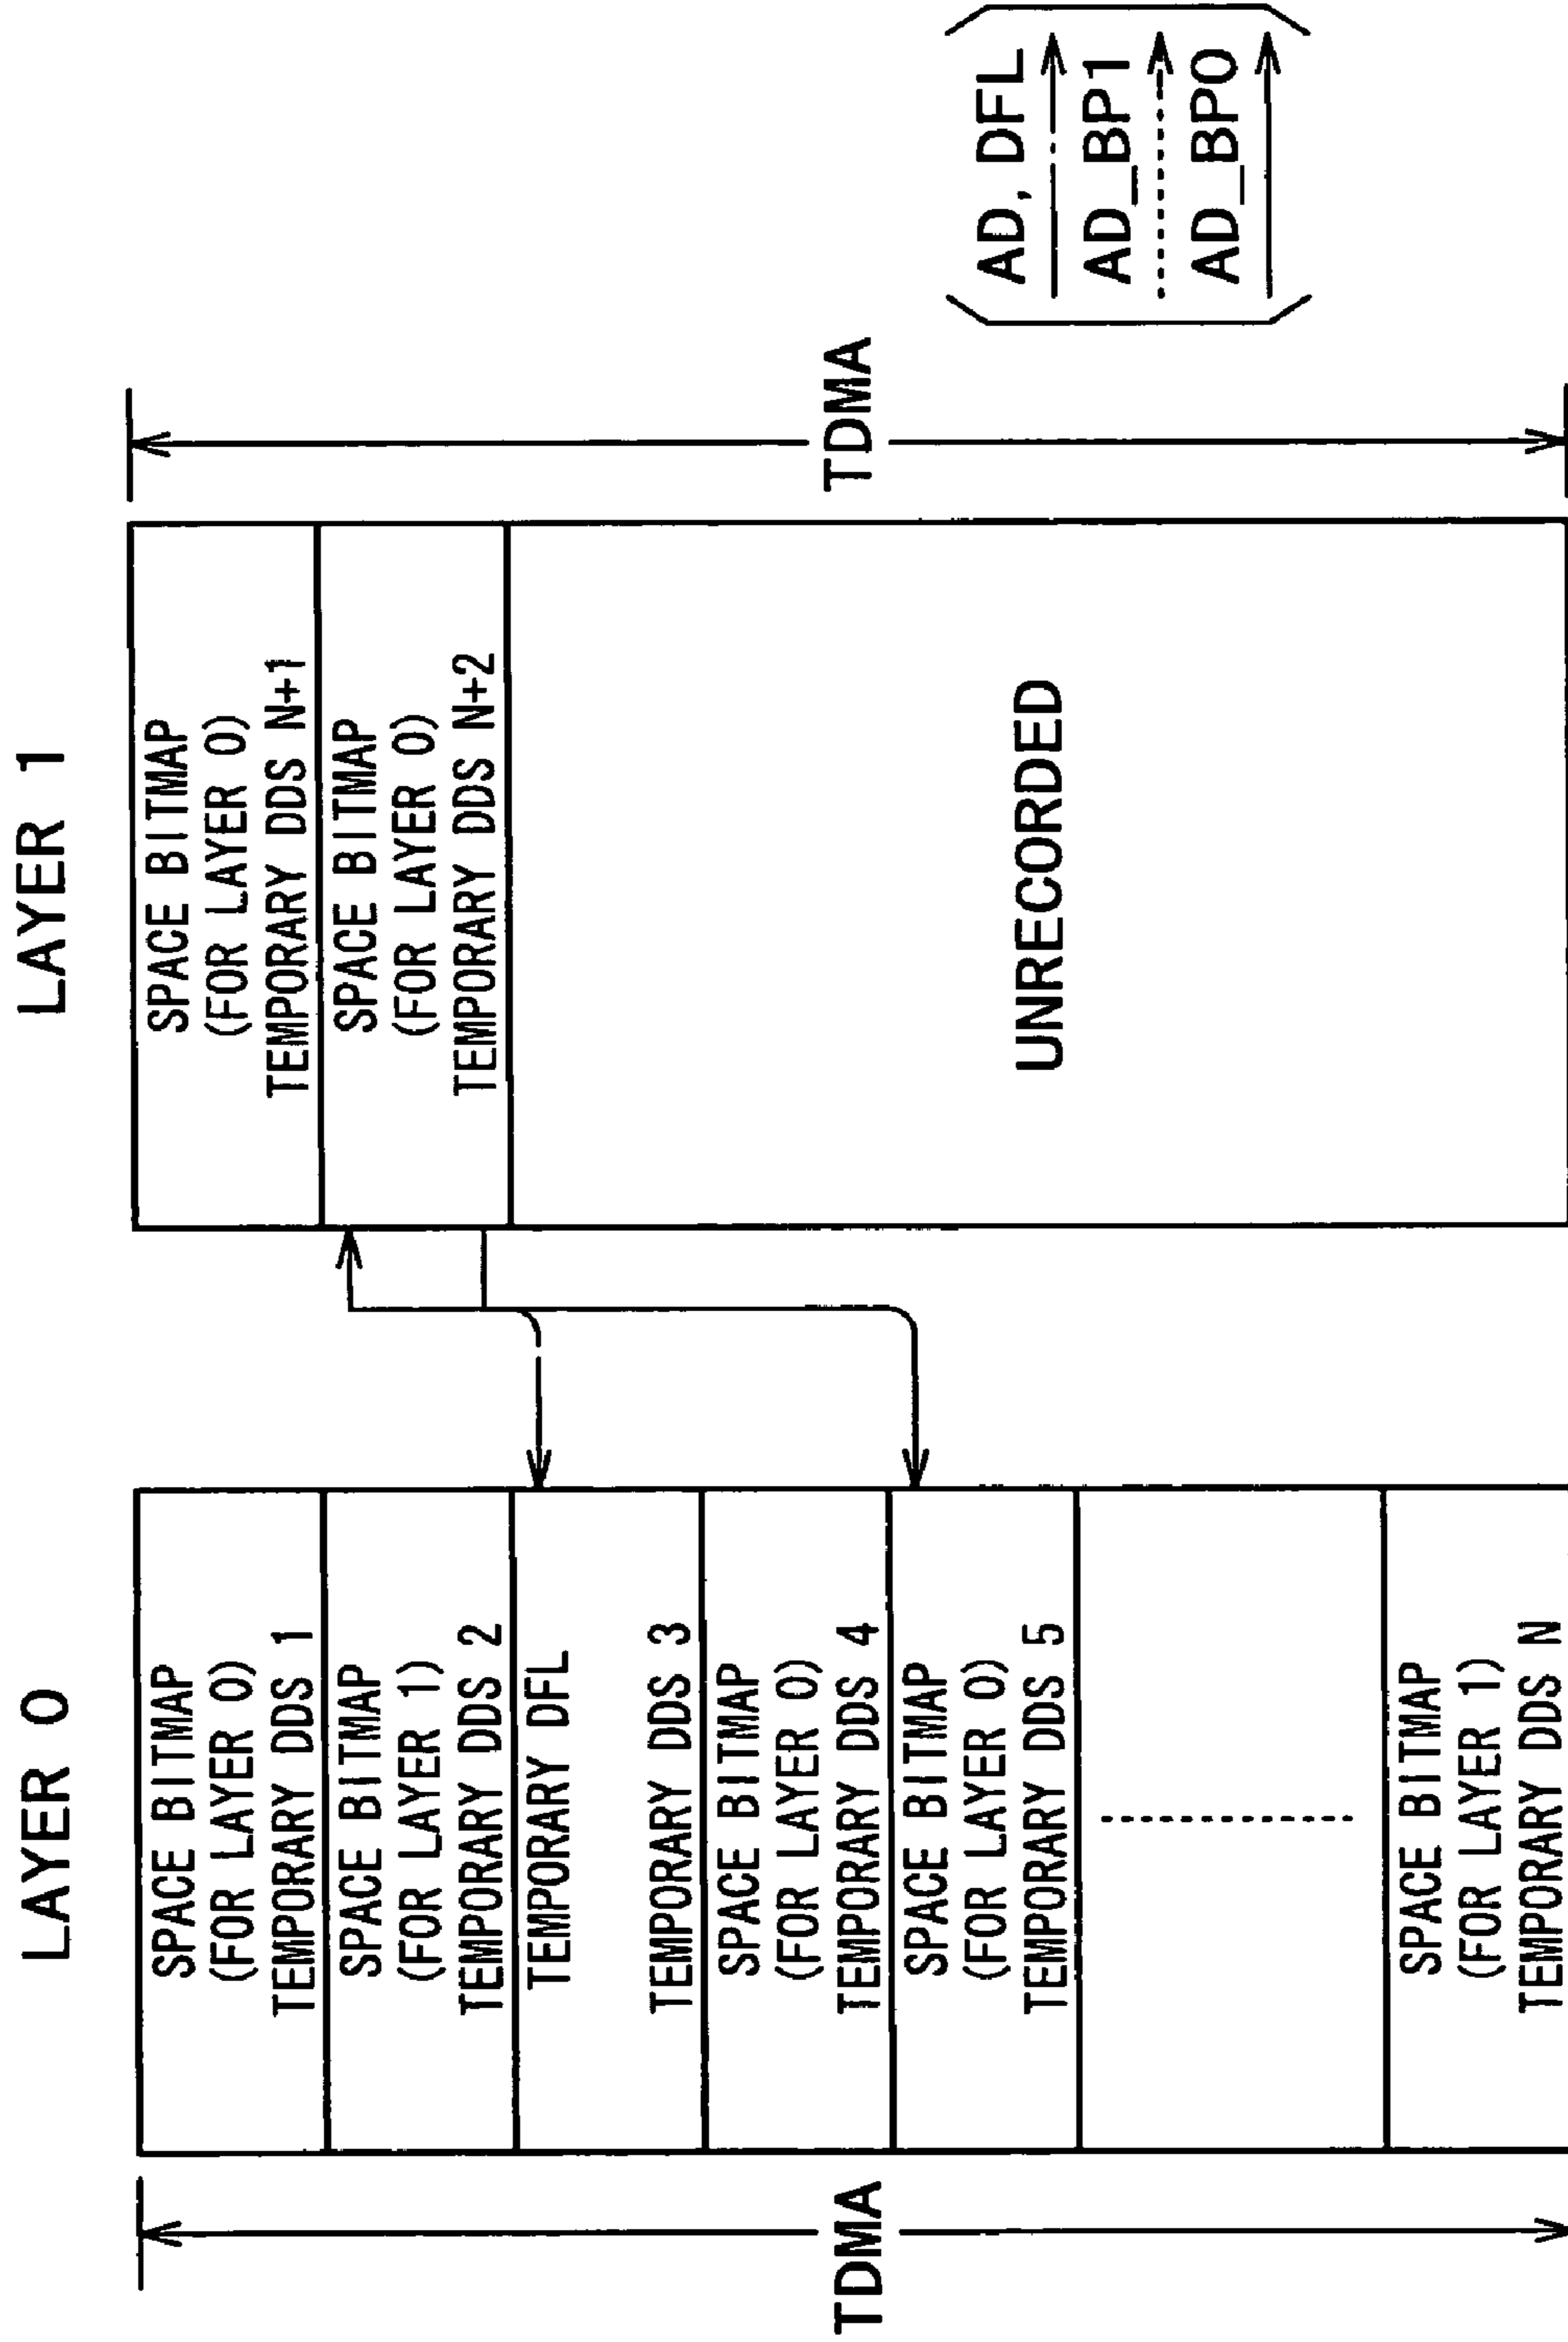 LAYER 0
SPACE BITMAP
(FOR LAYER 0)
TEMPORARY DDS 1
SPACE BITMAP
(FOR LAYER 1)
TEMPORARY DDS 2
TEMPORARY DFL
TEMPORARY DDS 3
SPACE BITMAP
(FOR LAYER 0)
TEMPORARY DDS 4
SPACE BITMAP
(FOR LAYER 0)
TEMPORARY DDS 5
SPACE BITMAP
(FOR LAYER 1)
TEMPORARY DDS N
TDMA
LAYER 1
SPACE BITMAP
(FOR LAYER 0)
TEMPORARY DDS N+1
SPACE BITMAP
(FOR LAYER 0)
TEMPORARY DDS N+2
UNRECORDED
TDMA
AD, DFL
AD_BP1
AD_BP0